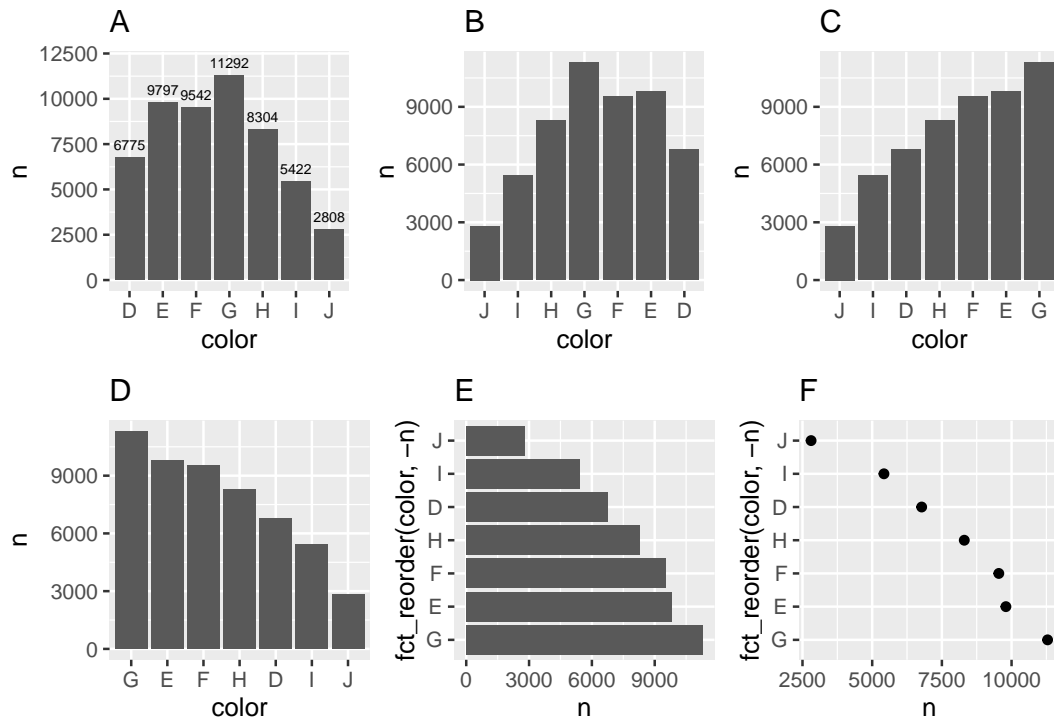 A
12500
10000
7500
5000
2500
0
n
6775
9797
9542
11292
8304
5422
2808
D E F G H I J
color
B
9000
6000
3000
0
n
J I H G F E D
color
C
9000
6000
3000
0
n
J I D H F E G
color
D
9000
6000
3000
0
n
G E F H D I J
color
E
fct_reorder(color, −n)
J
I
D
H
F
E
G
0 3000 6000 9000
n
F
fct_reorder(color, −n)
J
I
D
H
F
E
G
2500 5000 7500 10000
n